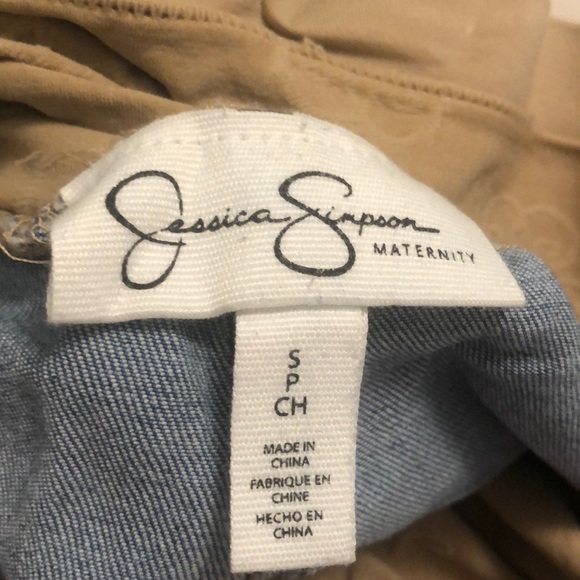 Jessica Simpson
MATERNITY
S
P
CH
MADE IN
CHINA
FABRIQUE EN
CHINE
HECHO EN
CHINA